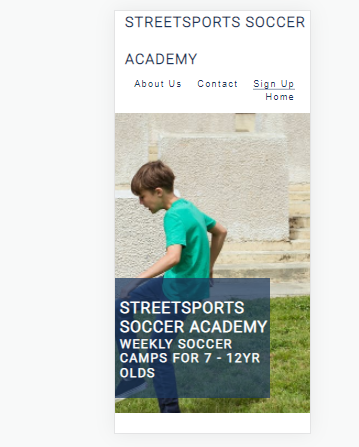 STREETSPORTS SOCCER
ACADEMY
About Us Contact Sign Up
Home
STREETSPORTS
SOCCER ACADEMY
WEEKLY SOCCER
CAMPS FOR 7 - 12YR
OLDS